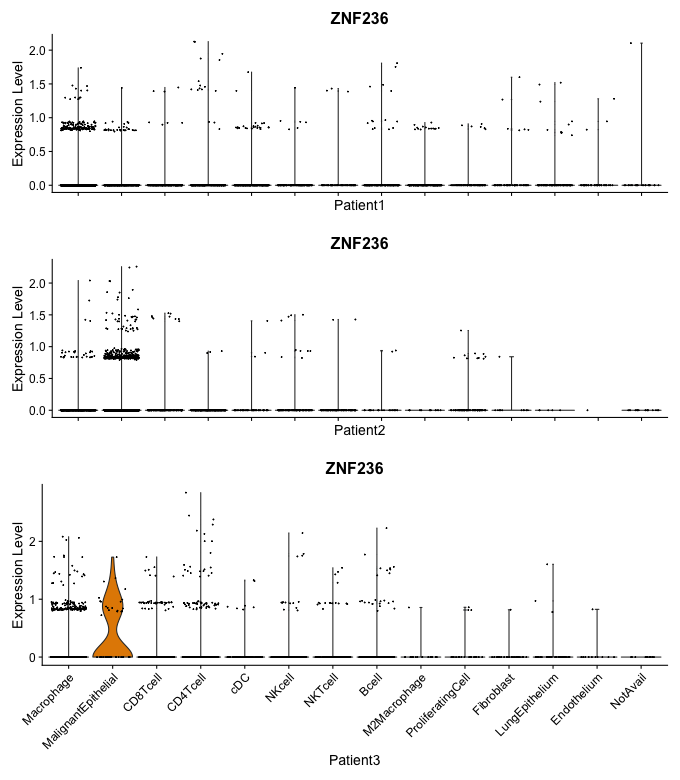 ZNF236
Expression Level
2.0
1.5
1.0
0.5
0.0
Patient1
ZNF236
Expression Level
2.0
1.5
1.0
0.5
0.0
Patient2
ZNF236
Expression Level
2
1
0
Macrophage
MalignantEpithelial
CD8Tcell
CD4Tcell
cDC
NKcell
NKTcell
Bcell
M2Macrophage
ProliferatingCell
Fibroblast
LungEpithelium
Endothelium
NotAvail
Patient3